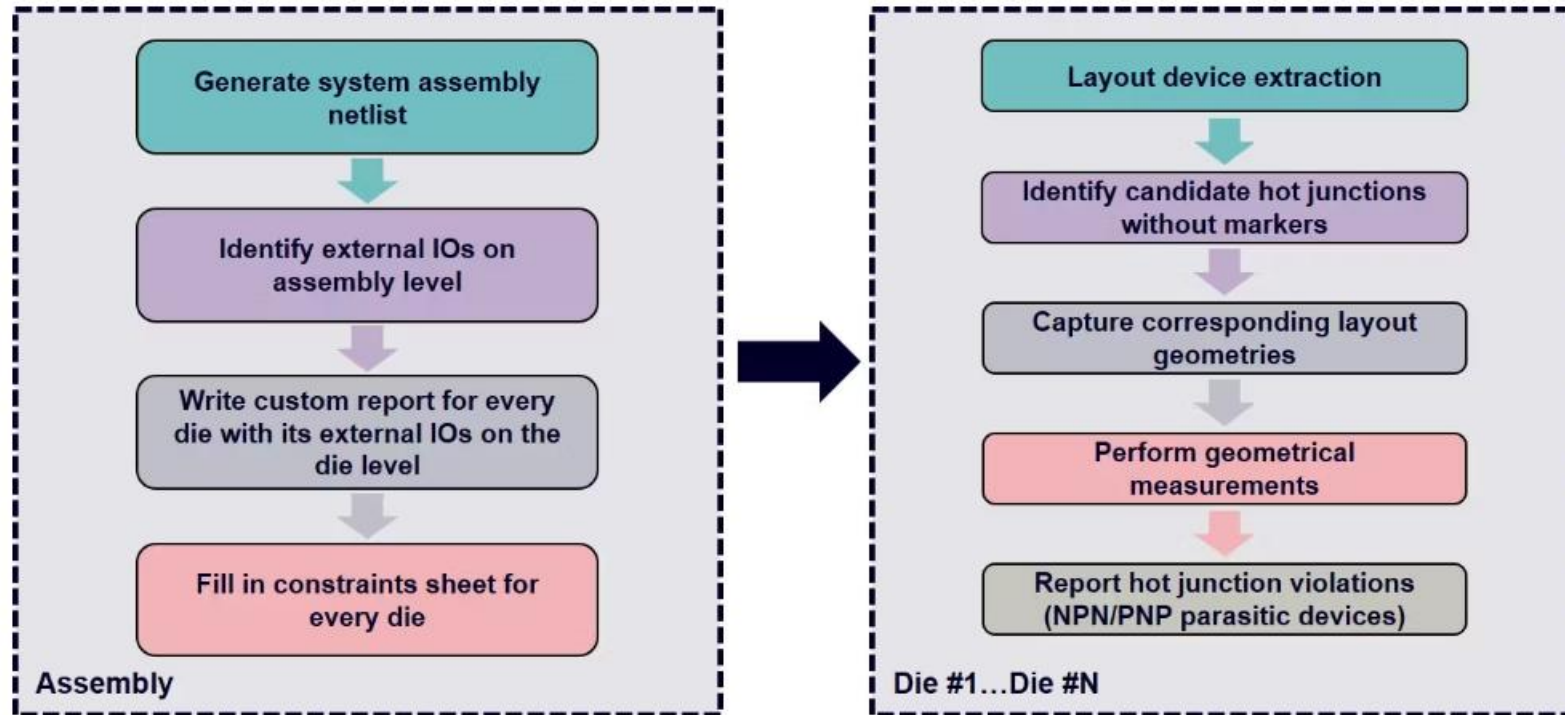 Generate system assembly
netlist
Identify external IOs on
assembly level
Write custom report for every
die with its external IOs on the
die level
Fill in constraints sheet for
every die
Assembly
Layout device extraction
Identify candidate hot junctions
without markers
Capture corresponding layout
geometries
Perform geometrical
measurements
Report hot junction violations
(NPN/PNP parasitic devices)
Die #1...Die #N